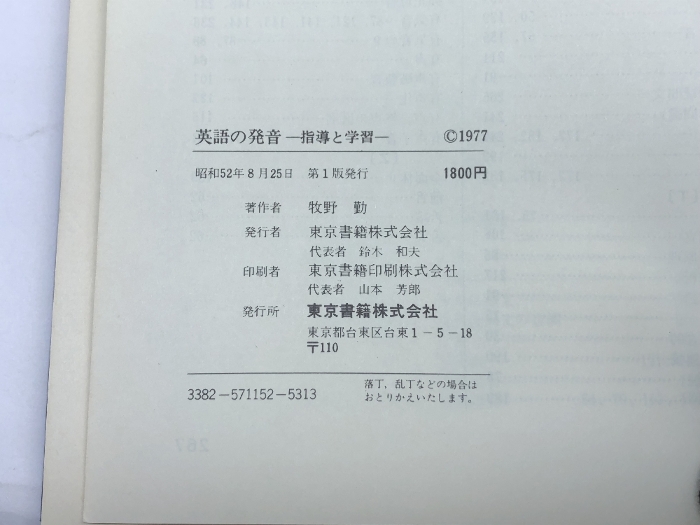 英語の発音―指導と学習― ©1977
昭和52年8月25日 第1版発行 1800円
著作者 牧野 勤
発行者 東京書籍株式会社
代表者 鈴木 和夫
印刷者 東京書籍印刷株式会社
代表者 山本 芳郎
発行所 東京書籍株式会社
東京都台東区台東1-5-18
〒110
3382-571152-5313
落丁,乱丁などの場合は
おとりかえいたします。